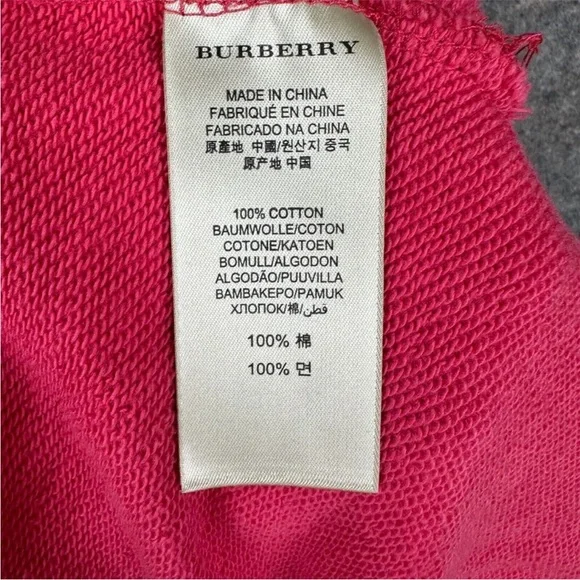 BURBERRY
MADE IN CHINA
FABRIQUÉ EN CHINE
FABRICADO NA CHINA
原產地 中國/원산지 중국
原产地 中国
100% COTTON
BAUMWOLLE/COTON
COTONE/KATOEN
BOMULL/ALGODON
ALGODÃO/PUUVILLA
BAMBAKEPO/PAMUK
ХЛОПОК/棉/قطن
100% 棉
100% 면